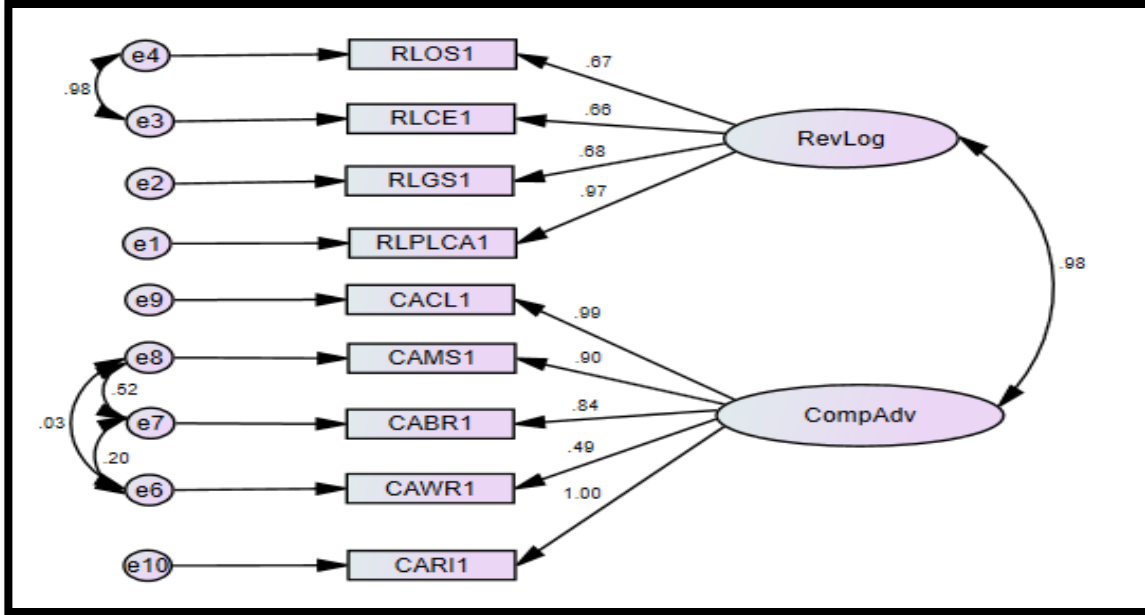 e4 RLOS1 .67
.98
e3 RLCE1 .66 RevLog
e2 RLGS1 .68
.97
e1 RLPLCA1
.98
e9 CACL1 .99
e8 CAMS1 .90
.52
.03 e7 CABR1 .84 CompAdv
.20 .49
e6 CAWR1 1.00
e10 CARI1